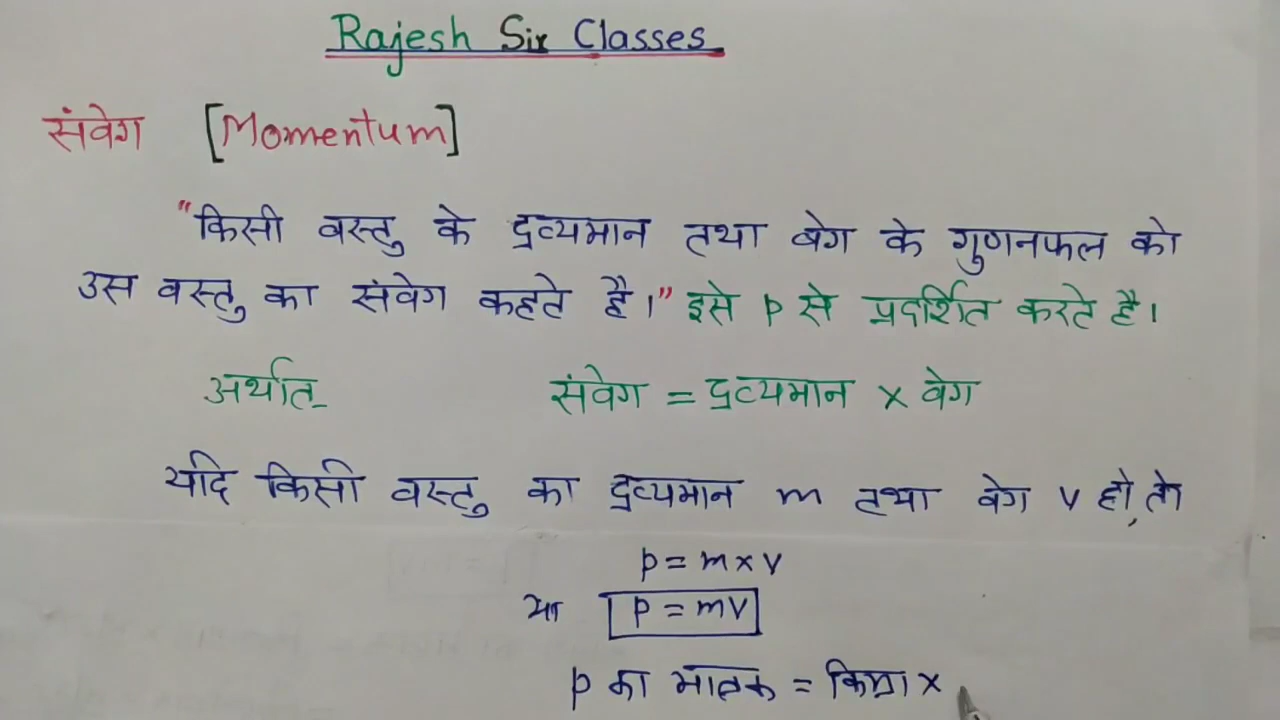 Rajesh Sir Classes
संवेग [Momentum]
"किसी वस्तु के द्रव्यमान तथा वेग के गुणनफल को
उस वस्तु का संवेग कहते है।" इसे p से प्रदर्शित करते है।
अर्थात- संवेग = द्रव्यमान × वेग
यदि किसी वस्तु का द्रव्यमान m तथा वेग v हो, तो
p = m × v
या p = mv
p का मात्रक = किग्रा ×